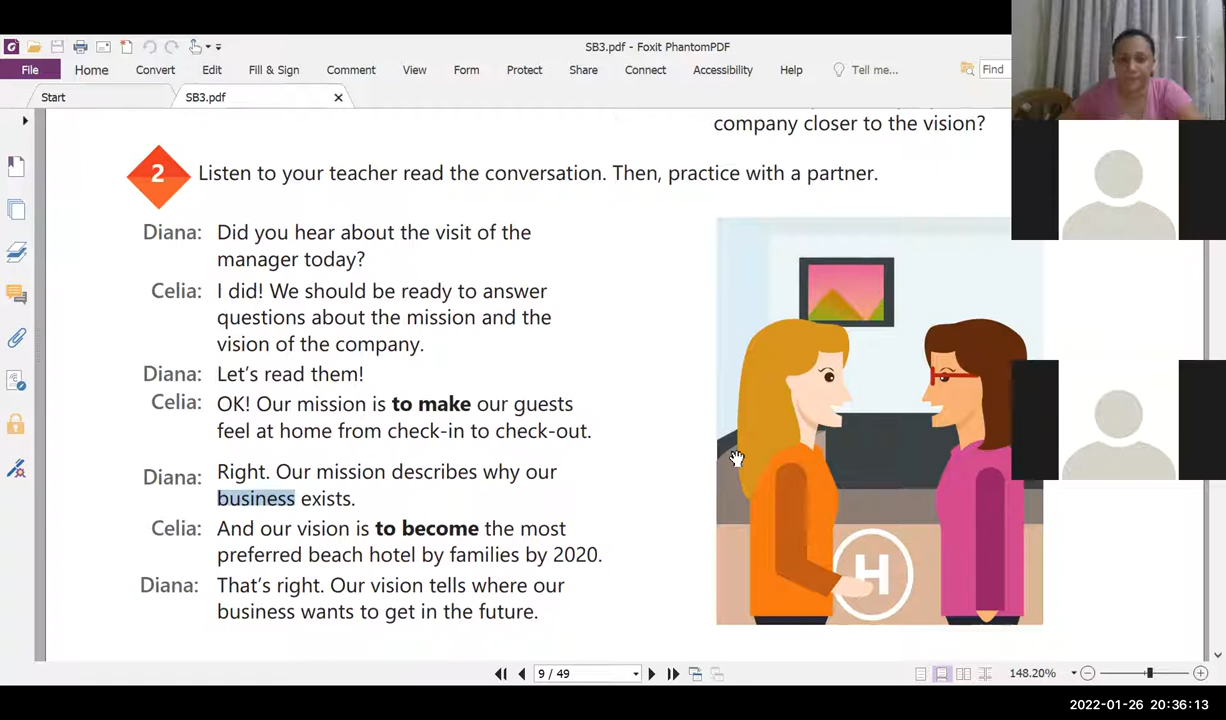 SB3.pdf - Foxit PhantomPDF
File
Home
Convert
Edit
Fill & Sign
Comment
View
Form
Protect
Share
Connect
Accessibility
Help
Tell me...
Find
Start
SB3.pdf
company closer to the vision?
2
Listen to your teacher read the conversation. Then, practice with a partner.
Diana: Did you hear about the visit of the
manager today?
Celia: I did! We should be ready to answer
questions about the mission and the
vision of the company.
Diana: Let's read them!
Celia: OK! Our mission is to make our guests
feel at home from check-in to check-out.
Diana: Right. Our mission describes why our
business exists.
Celia: And our vision is to become the most
preferred beach hotel by families by 2020.
Diana: That's right. Our vision tells where our
business wants to get in the future.
H
9 / 49
148.20%
2022-01-26 20:36:13